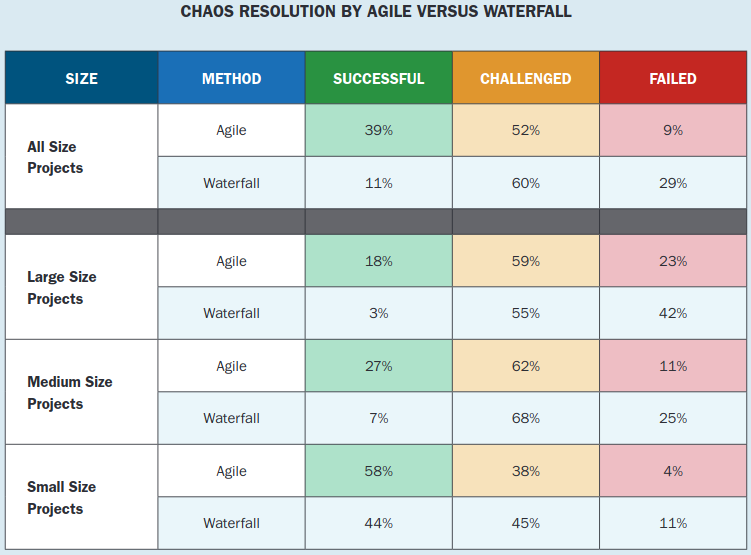 CHAOS RESOLUTION BY AGILE VERSUS WATERFALL
SIZE METHOD SUCCESSFUL CHALLENGED FAILED
All Size Projects
Agile 39% 52% 9%
Waterfall 11% 60% 29%
Large Size Projects
Agile 18% 59% 23%
Waterfall 3% 55% 42%
Medium Size Projects
Agile 27% 62% 11%
Waterfall 7% 68% 25%
Small Size Projects
Agile 58% 38% 4%
Waterfall 44% 45% 11%